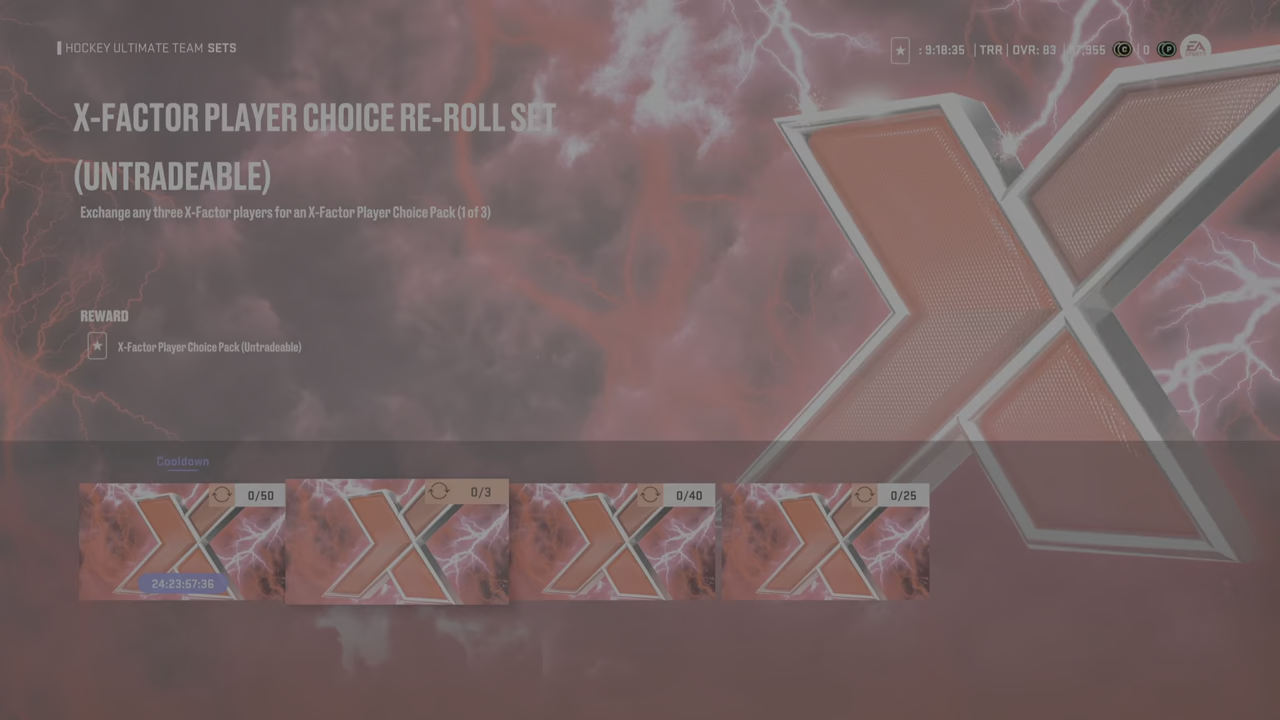 HOCKEY ULTIMATE TEAM SETS
: 9:18:35 | TRR | OVR: 83
C | 0 P EA
X-FACTOR PLAYER CHOICE RE-ROLL SET
(UNTRADEABLE)
Exchange any three X-Factor players for an X-Factor Player Choice Pack (1 of 3)
REWARD
X-Factor Player Choice Pack (Untradeable)
Cooldown
0/50
0/3
0/40
0/25
24:23:57:36